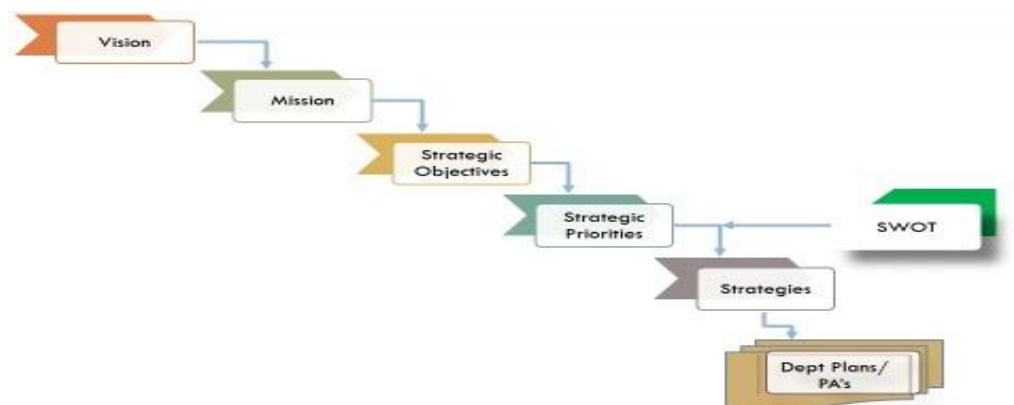 Vision
Mission
Strategic
Objectives
Strategic
Priorities
SWOT
Strategies
Dept Plans/
PA's